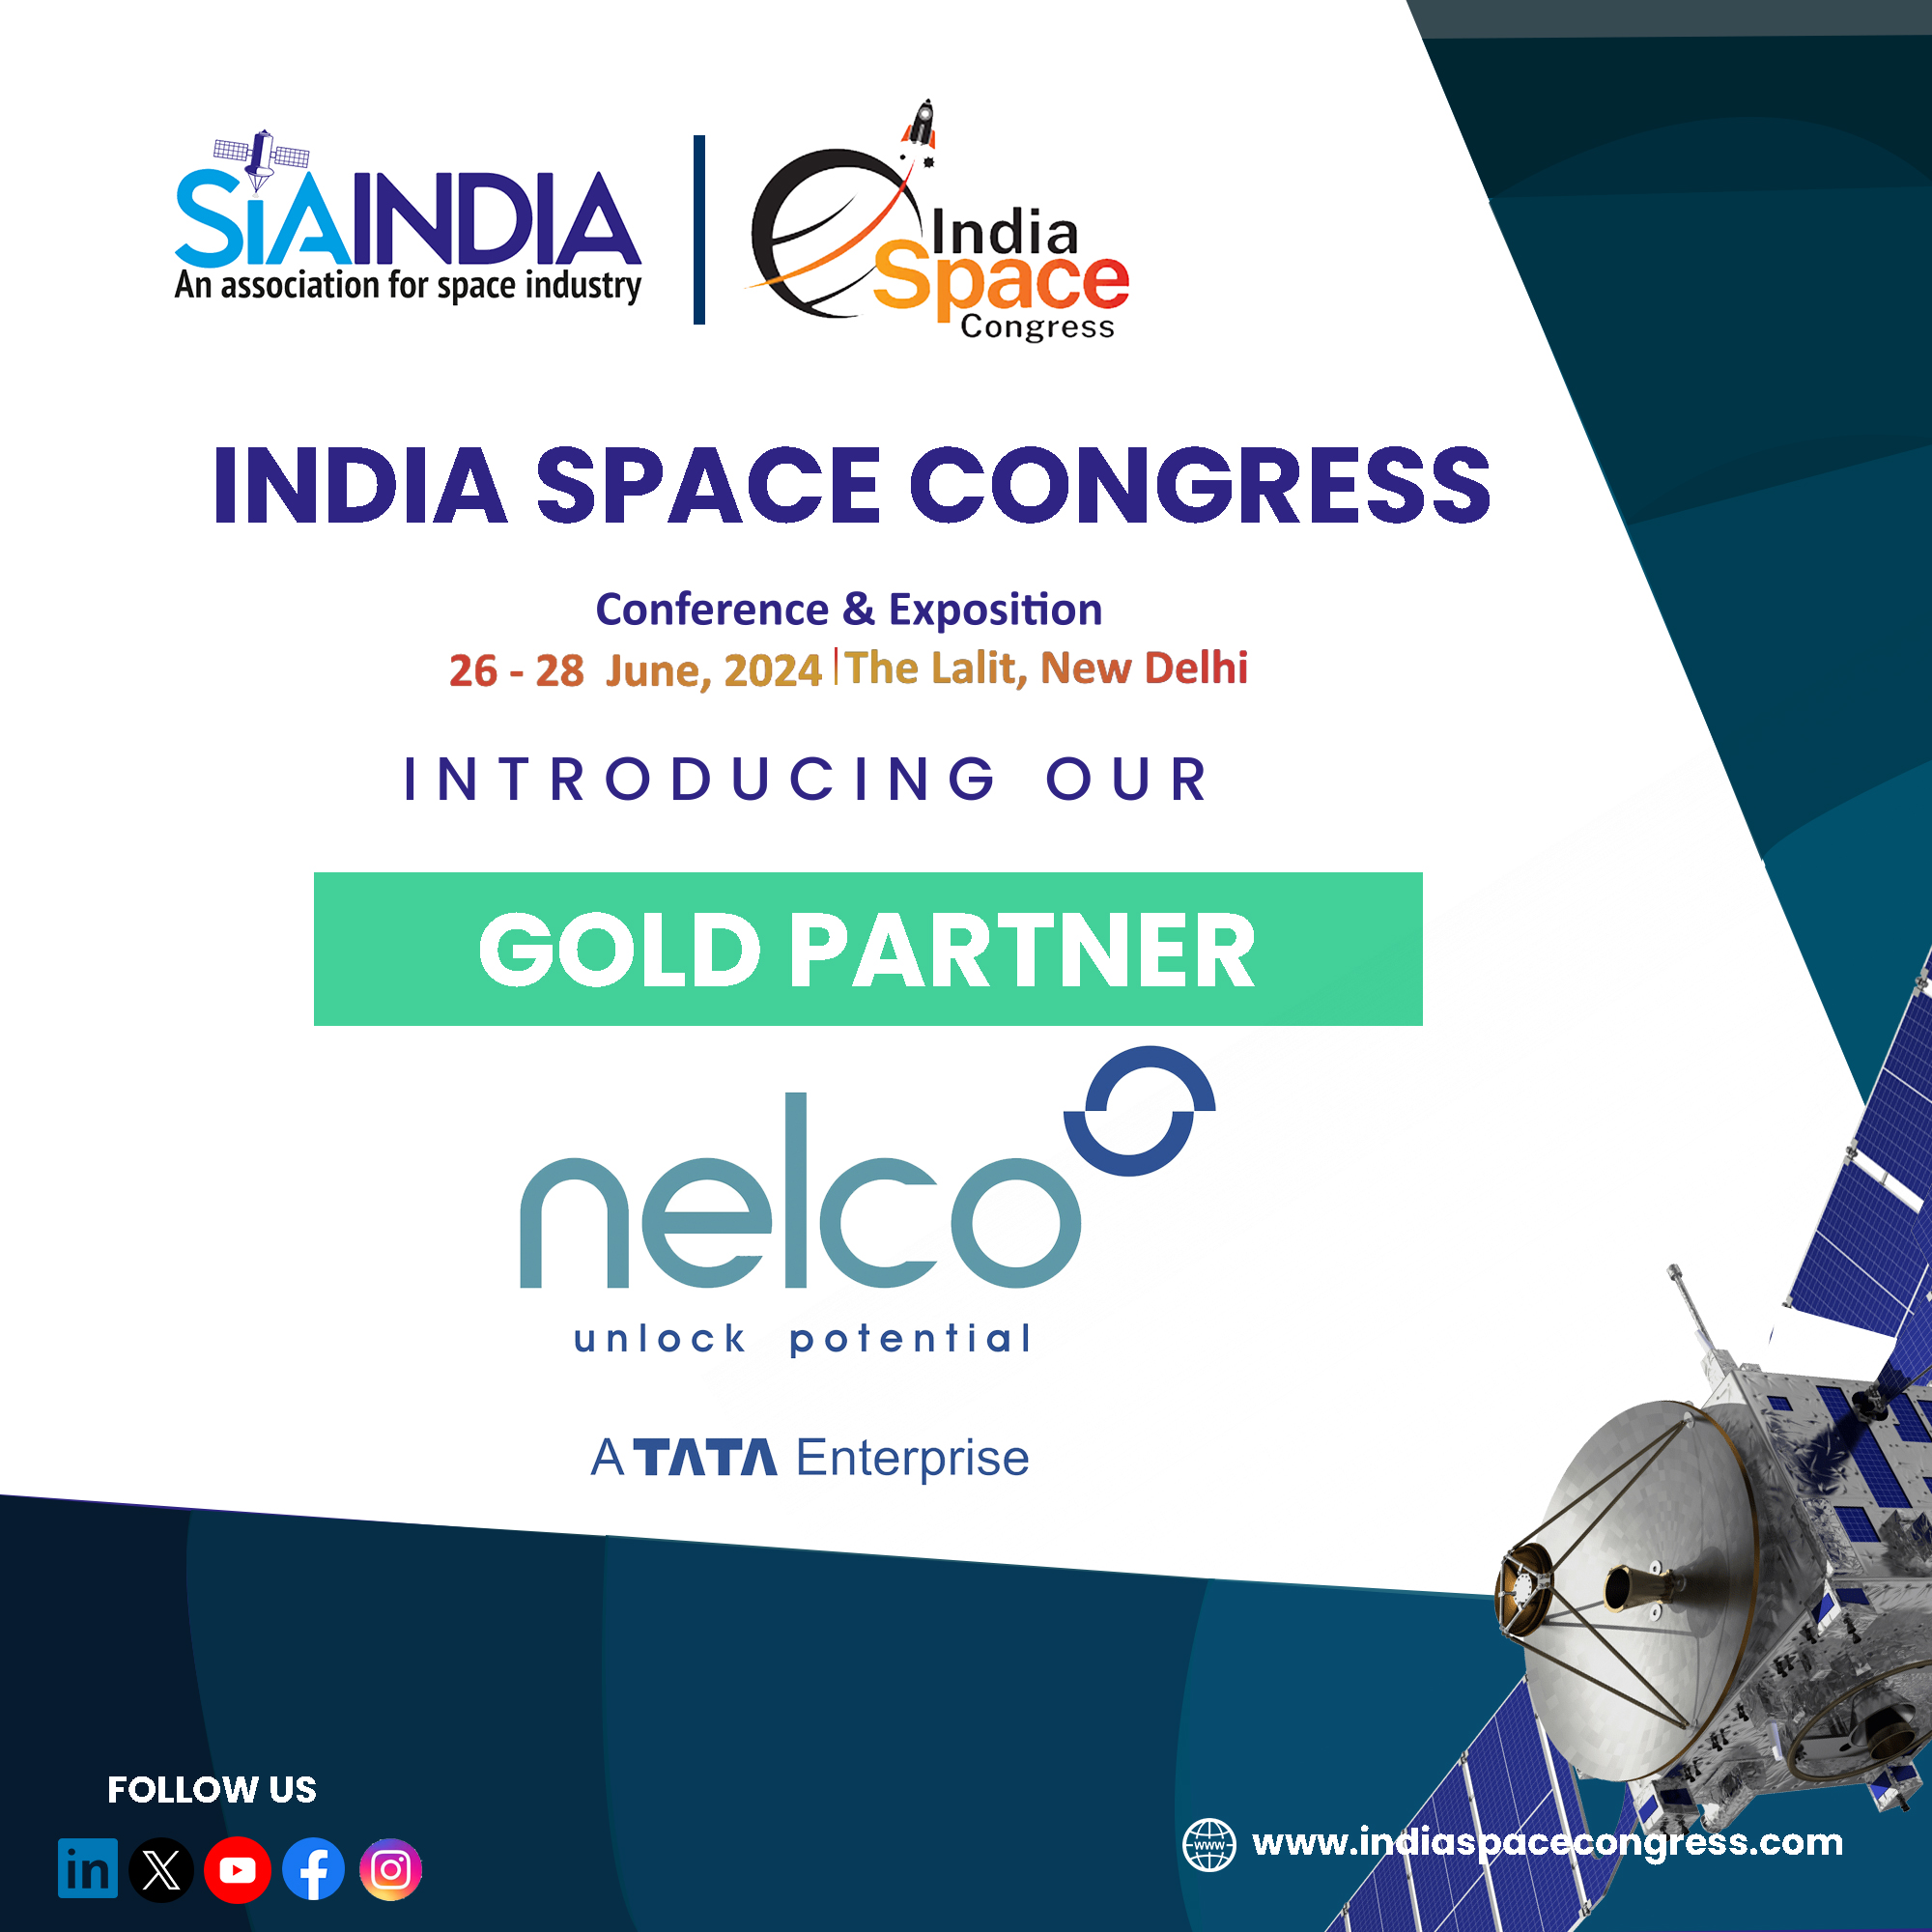 SiAINDIA
An association for space industry
India
Space
Congress
INDIA SPACE CONGRESS
Conference & Exposition
26 - 28 June, 2024 | The Lalit, New Delhi
INTRODUCING OUR
GOLD PARTNER
nelco
unlock potential
A TATA Enterprise
FOLLOW US
in X f
www
www.indiaspacecongress.com